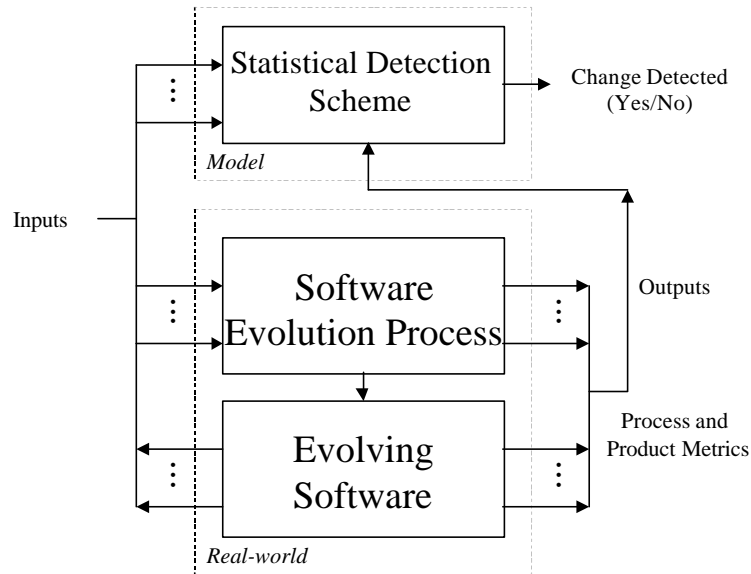 Statistical Detection
Scheme
Change Detected
(Yes/No)
Model
Inputs
Software
Evolution Process
Outputs
Evolving
Software
Process and
Product Metrics
Real-world